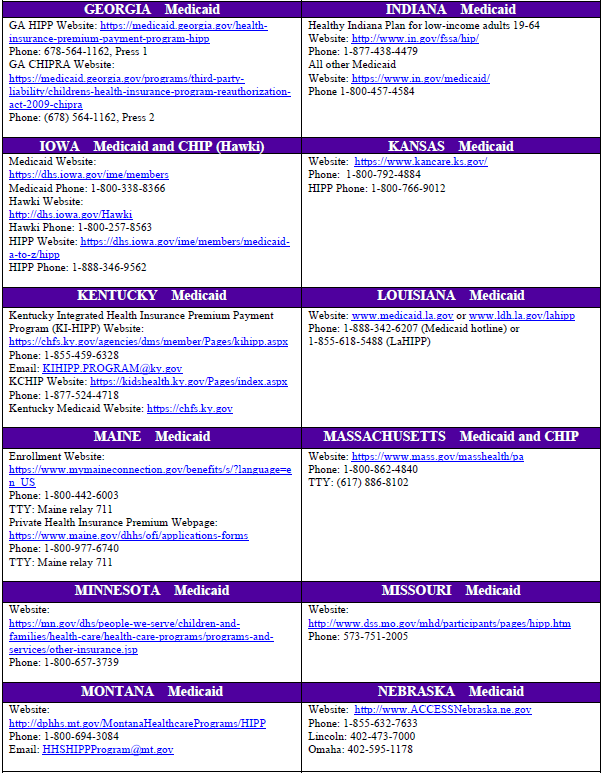 GEORGIA Medicaid
GA HIPP Website: https://medicaid.georgia.gov/health-
insurance-premium-payment-program-hipp
Phone: 678-564-1162, Press 1
GA CHIPRA Website:
https://medicaid.georgia.gov/programs/third-party-
liability/childrens-health-insurance-program-reauthorization-
act-2009-chipra
Phone: (678) 564-1162, Press 2
INDIANA Medicaid
Healthy Indiana Plan for low-income adults 19-64
Website: http://www.in.gov/fssa/hip/
Phone: 1-877-438-4479
All other Medicaid
Website: https://www.in.gov/medicaid/
Phone 1-800-457-4584
IOWA Medicaid and CHIP (Hawki)
Medicaid Website:
https://dhs.iowa.gov/ime/members
Medicaid Phone: 1-800-338-8366
Hawki Website:
http://dhs.iowa.gov/Hawki
Hawki Phone: 1-800-257-8563
HIPP Website: https://dhs.iowa.gov/ime/members/medicaid-
a-to-z/hipp
HIPP Phone: 1-888-346-9562
KANSAS Medicaid
Website: https://www.kancare.ks.gov/
Phone: 1-800-792-4884
HIPP Phone: 1-800-766-9012
KENTUCKY Medicaid
Kentucky Integrated Health Insurance Premium Payment
Program (KI-HIPP) Website:
https://chfs.ky.gov/agencies/dms/member/Pages/kihipp.aspx
Phone: 1-855-459-6328
Email: KIHIPP.PROGRAM@ky.gov
KCHIP Website: https://kidshealth.ky.gov/Pages/index.aspx
Phone: 1-877-524-4718
Kentucky Medicaid Website: https://chfs.ky.gov
LOUISIANA Medicaid
Website: www.medicaid.la.gov or www.ldh.la.gov/lahipp
Phone: 1-888-342-6207 (Medicaid hotline) or
1-855-618-5488 (LaHIPP)
MAINE Medicaid
Enrollment Website:
https://www.mymaineconnection.gov/benefits/s/?language=e
n_US
Phone: 1-800-442-6003
TTY: Maine relay 711
Private Health Insurance Premium Webpage:
https://www.maine.gov/dhhs/ofi/applications-forms
Phone: 1-800-977-6740
TTY: Maine relay 711
MASSACHUSETTS Medicaid and CHIP
Website: https://www.mass.gov/masshealth/pa
Phone: 1-800-862-4840
TTY: (617) 886-8102
MINNESOTA Medicaid
Website:
https://mn.gov/dhs/people-we-serve/children-and-
families/health-care/health-care-programs/programs-and-
services/other-insurance.jsp
Phone: 1-800-657-3739
MISSOURI Medicaid
Website:
http://www.dss.mo.gov/mhd/participants/pages/hipp.htm
Phone: 573-751-2005
MONTANA Medicaid
Website:
http://dphhs.mt.gov/MontanaHealthcarePrograms/HIPP
Phone: 1-800-694-3084
Email: HHSHIPPProgram@mt.gov
NEBRASKA Medicaid
Website: http://www.ACCESSNebraska.ne.gov
Phone: 1-855-632-7633
Lincoln: 402-473-7000
Omaha: 402-595-1178